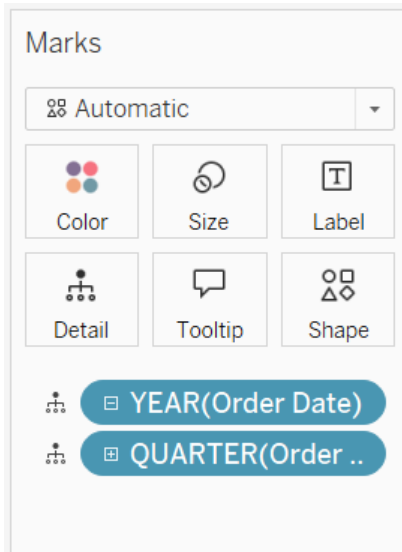 Marks
Automatic
Color Size Label
Detail Tooltip Shape
YEAR(Order Date)
QUARTER(Order ..